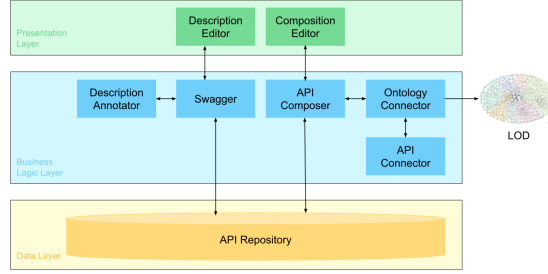 Description
Editor
Composition
Editor
Presentation
Layer
Description
Annotator
Swagger
API
Composer
Ontology
Connector
LOD
API
Connector
Business
Logic Layer
API Repository
Data Layer